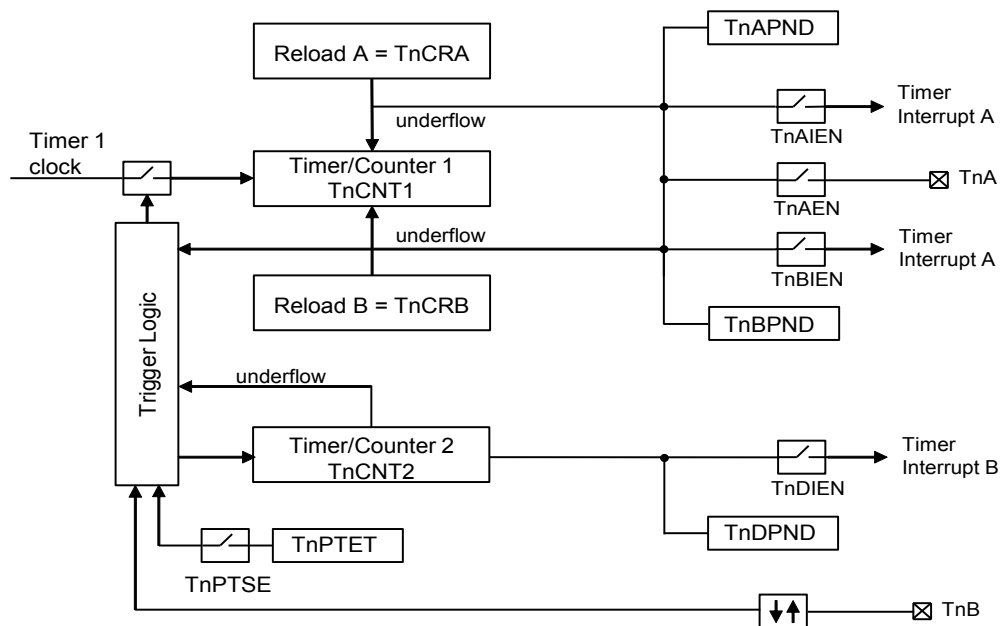 TnAPND
Reload A = TnCRA
Timer
Interrupt A
underflow
TnAIEN
Timer 1
clock
Timer/Counter 1
TnCNT1
TnA
TnAEN
underflow
Timer
Interrupt A
TnBIEN
Reload B = TnCRB
TnBPND
Trigger Logic
underflow
Timer/Counter 2
TnCNT2
Timer
Interrupt B
TnDIEN
TnDPND
TnPTET
TnPTSE
TnB